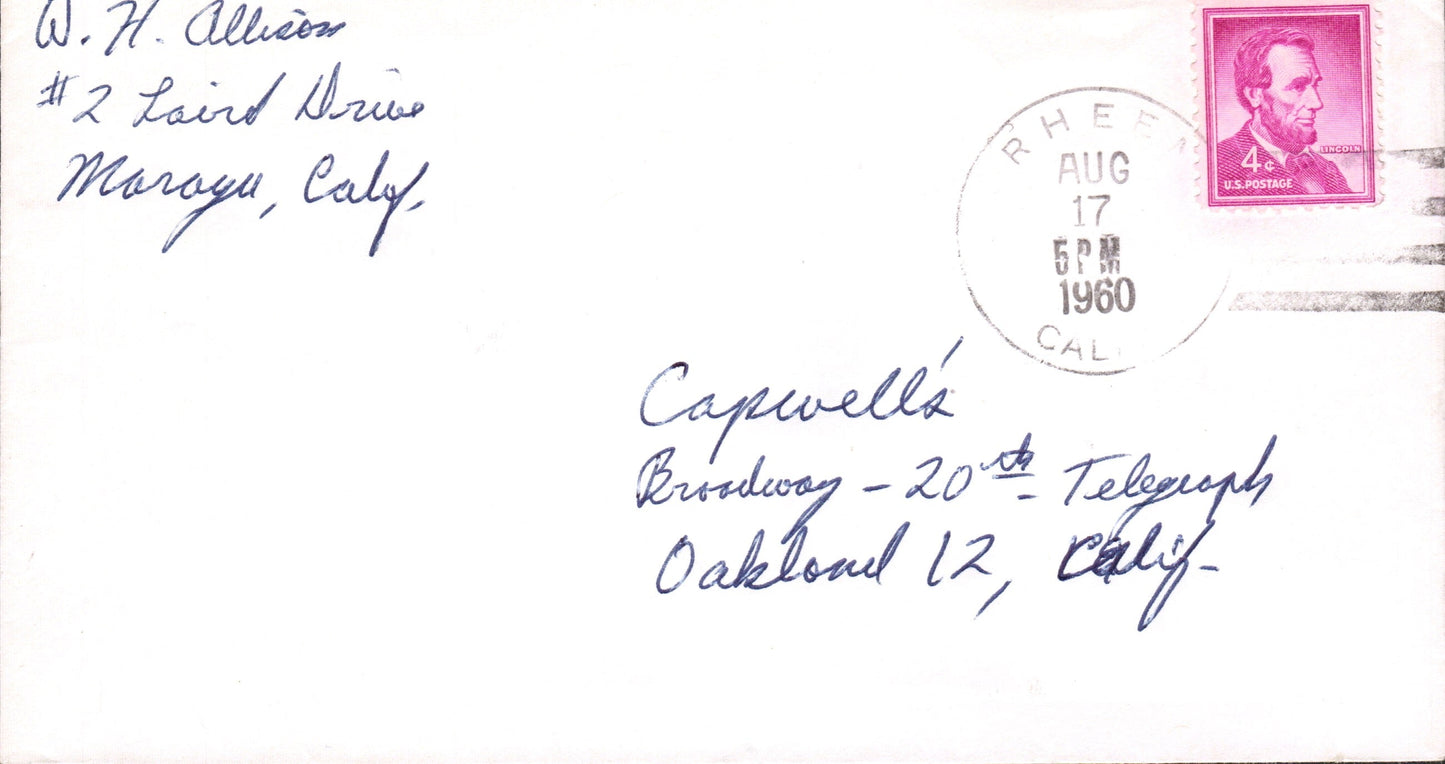 W. H. Allison
#2 Laird Drive
Moraga, Calif.
RHEEM
AUG
17
5 PM
1960
CALIF
4¢
LINCOLN
U.S. POSTAGE
Capwell's
Broadway - 20th - Telegraph
Oakland 12, Calif-